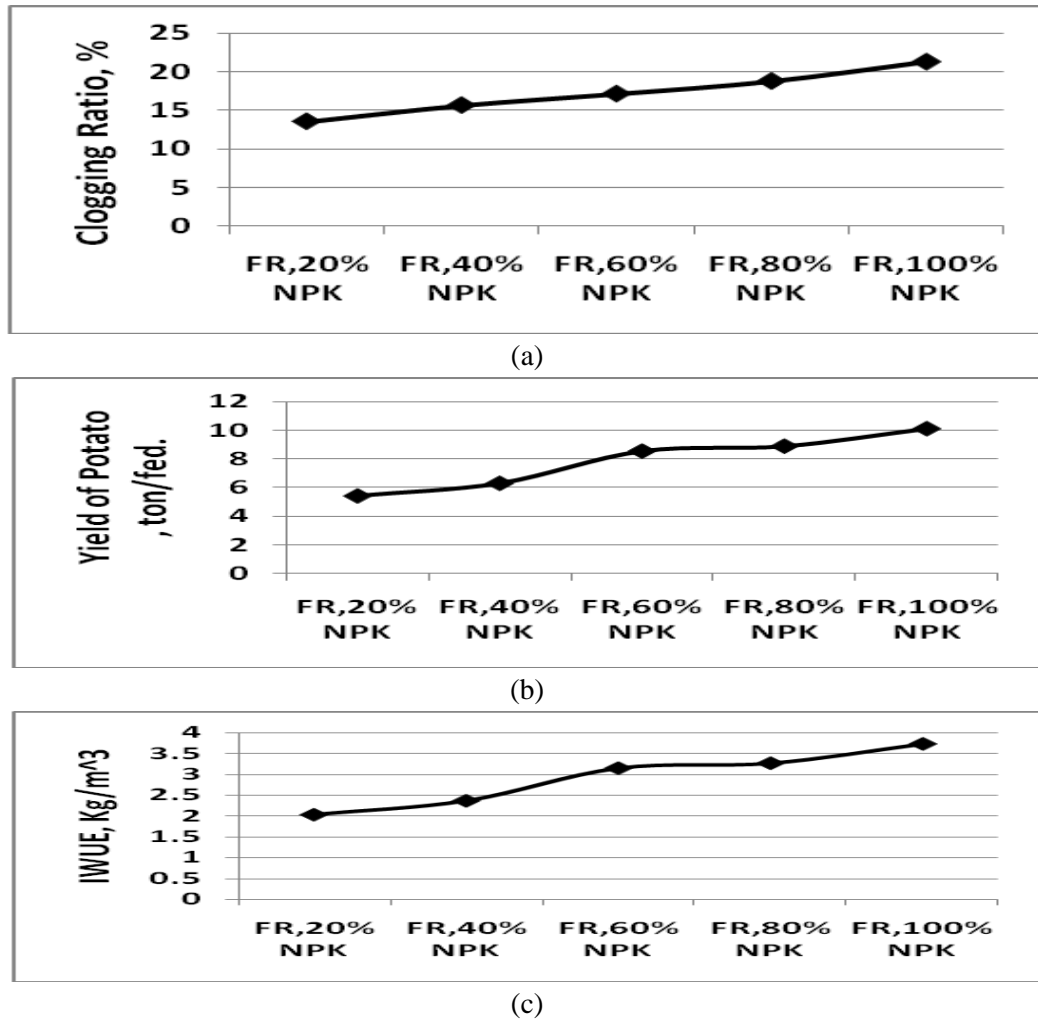 Clogging Ratio, %
25
20
15
10
5
0
FR,20% FR,40% FR,60% FR,80% FR,100%
NPK NPK NPK NPK NPK
(a)
Yield of Potato
, ton/fed.
12
10
8
6
4
2
0
FR,20% FR,40% FR,60% FR,80% FR,100%
NPK NPK NPK NPK NPK
(b)
IWUE, Kg/m^3
4
3.5
3
2.5
2
1.5
1
0.5
0
FR,20% FR,40% FR,60% FR,80% FR,100%
NPK NPK NPK NPK NPK
(c)